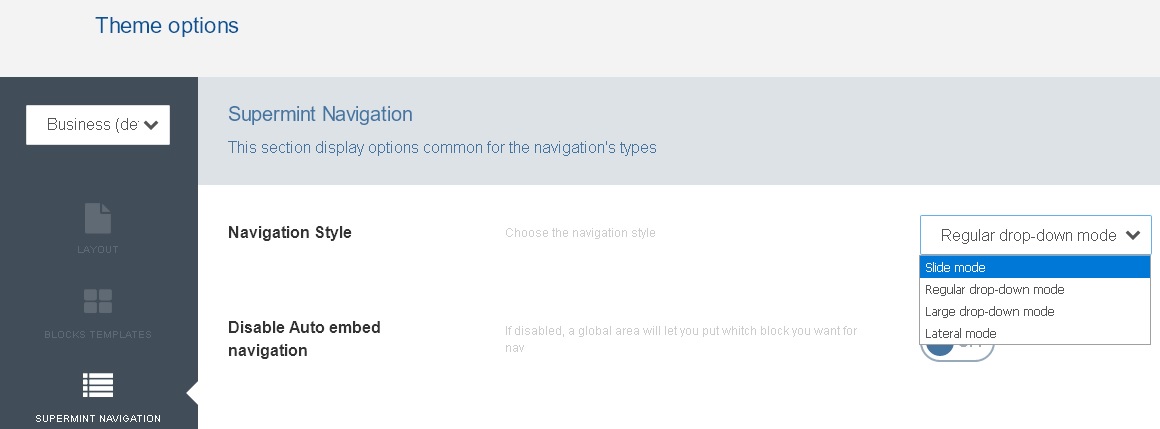 Theme options
Business (de
Supermint Navigation
This section display options common for the navigation's types
LAYOUT
BLOCKS TEMPLATES
SUPERMINT NAVIGATION
Navigation Style
Choose the navigation style
Regular drop-down mode
Slide mode
Regular drop-down mode
Large drop-down mode
Lateral mode
Disable Auto embed
navigation
If disabled, a global area will let you put whitch block you want for
nav